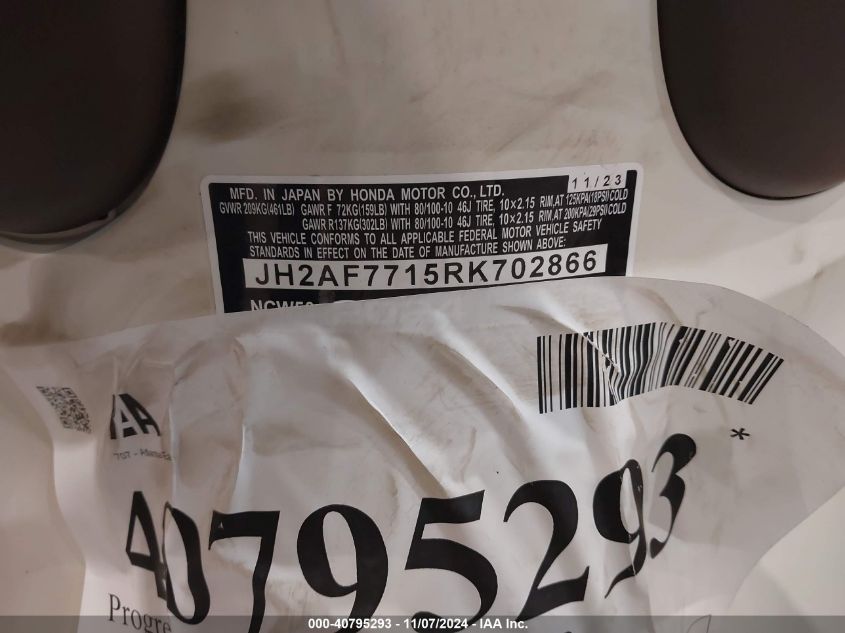 11/23
MFD. IN JAPAN BY HONDA MOTOR CO., LTD.
GVWR 209KG(461LB) GAWR F 72KG(159LB) WITH 80/100-10 46J TIRE, 10×2.15 RIM,AT 125KPA(18PSI)COLD
GAWR R137KG(302LB) WITH 80/100-10 46J TIRE, 10×2.15 RIM,AT 200KPA(29PSI)COLD
THIS VEHICLE CONFORMS TO ALL APPLICABLE FEDERAL MOTOR VEHICLE SAFETY
STANDARDS IN EFFECT ON THE DATE OF MANUFACTURE SHOWN ABOVE:
JH2AF7715RK702866
NCW50
IAA
*
40795293
000-40795293 - 11/07/2024 - IAA Inc.